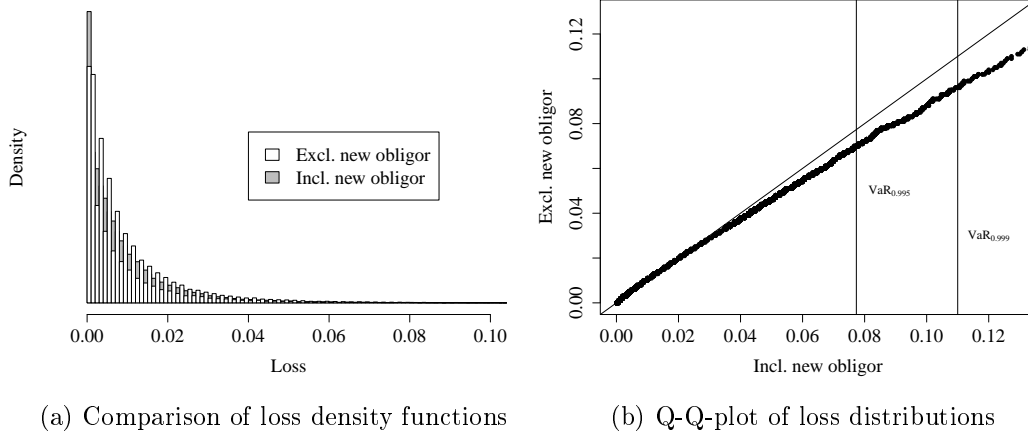 Density
Excl. new obligor
Incl. new obligor
0.00 0.02 0.04 0.06 0.08 0.10
Loss
(a) Comparison of loss density functions
Excl. new obligor
0.12
0.08
0.04
0.00
VaR0.995
VaR0.999
0.00 0.02 0.04 0.06 0.08 0.10 0.12
Incl. new obligor
(b) Q-Q-plot of loss distributions